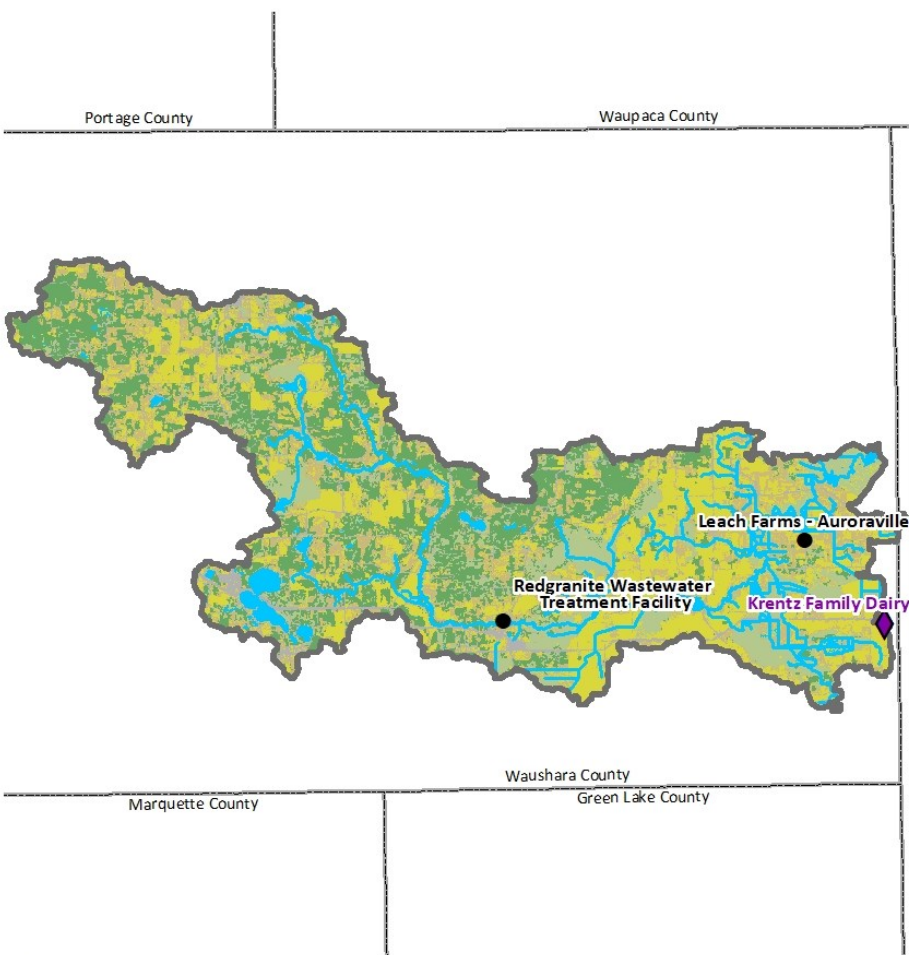 Portage County
Waupaca County
Leach Farms - Auroraville
Redgranite Wastewater
Treatment Facility
Krentz Family Dairy
Waushara County
Marquette County
Green Lake County